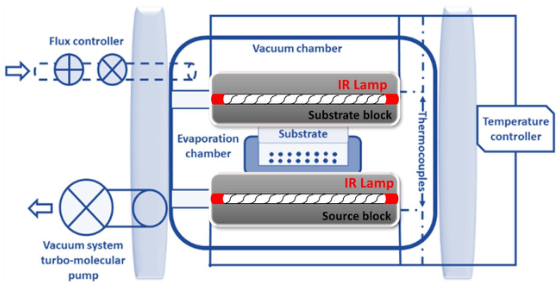 Flux controller
Vacuum chamber
IR Lamp
Substrate block
Evaporation
chamber
Substrate
Thermocouples
Temperature
controller
IR Lamp
Source block
Vacuum system
turbo-molecular
pump